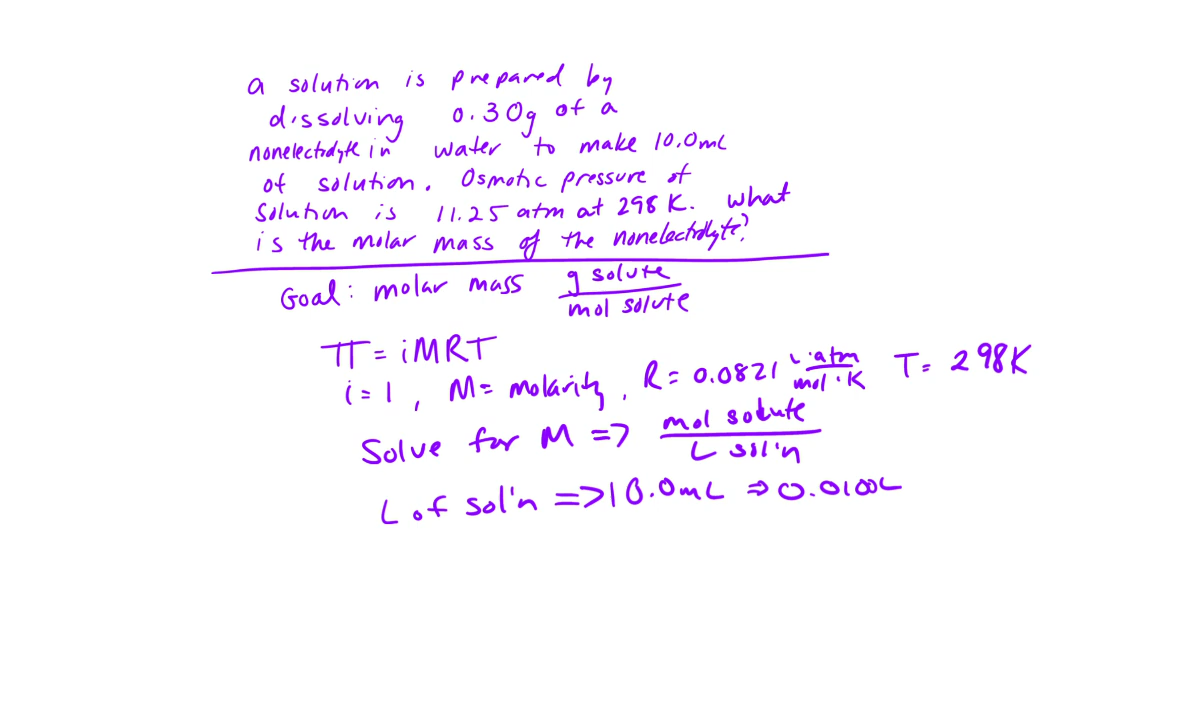 a solution is prepared by
dissolving 0.30g of a
nonelectrolyte in water to make 10.0mL
of solution. Osmotic pressure of
solution is 11.25 atm at 298 K. what
is the molar mass of the nonelectrolyte?
Goal: molar mass g solute / mol solute
π = iMRT
i = 1, M = molarity, R = 0.0821 L·atm / mol·K T = 298K
Solve for M => mol solute / L sol'n
L of sol'n => 10.0mL => 0.0100L